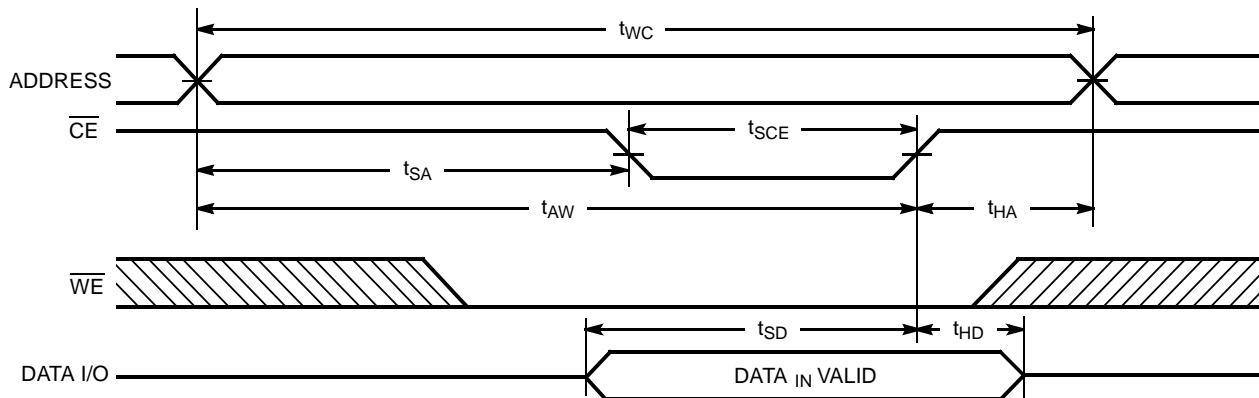 tWC
ADDRESS
CE
tSCE
tSA
tAW
tHA
WE
tSD
tHD
DATA I/O
DATA IN VALID